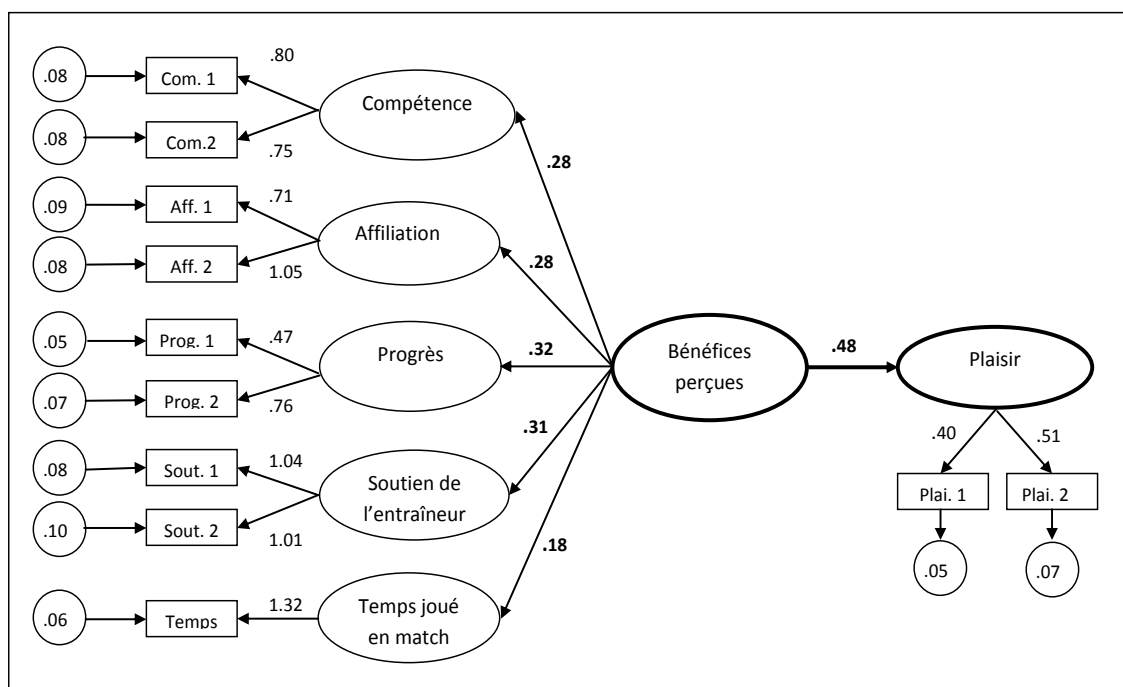 .80
.08
Com. 1
Compétence
.08
Com.2
.75
.28
.09
Aff. 1
.71
Affiliation
.08
Aff. 2
1.05
.28
.05
Prog. 1
.47
Progrès
.07
Prog. 2
.76
.32
Bénéfices
perçues
.48
Plaisir
.31
.40
.51
.08
Sout. 1
1.04
Soutien de
l'entraîneur
.10
Sout. 2
1.01
Plai. 1
Plai. 2
.18
.05
.07
.06
Temps
1.32
Temps joué
en match